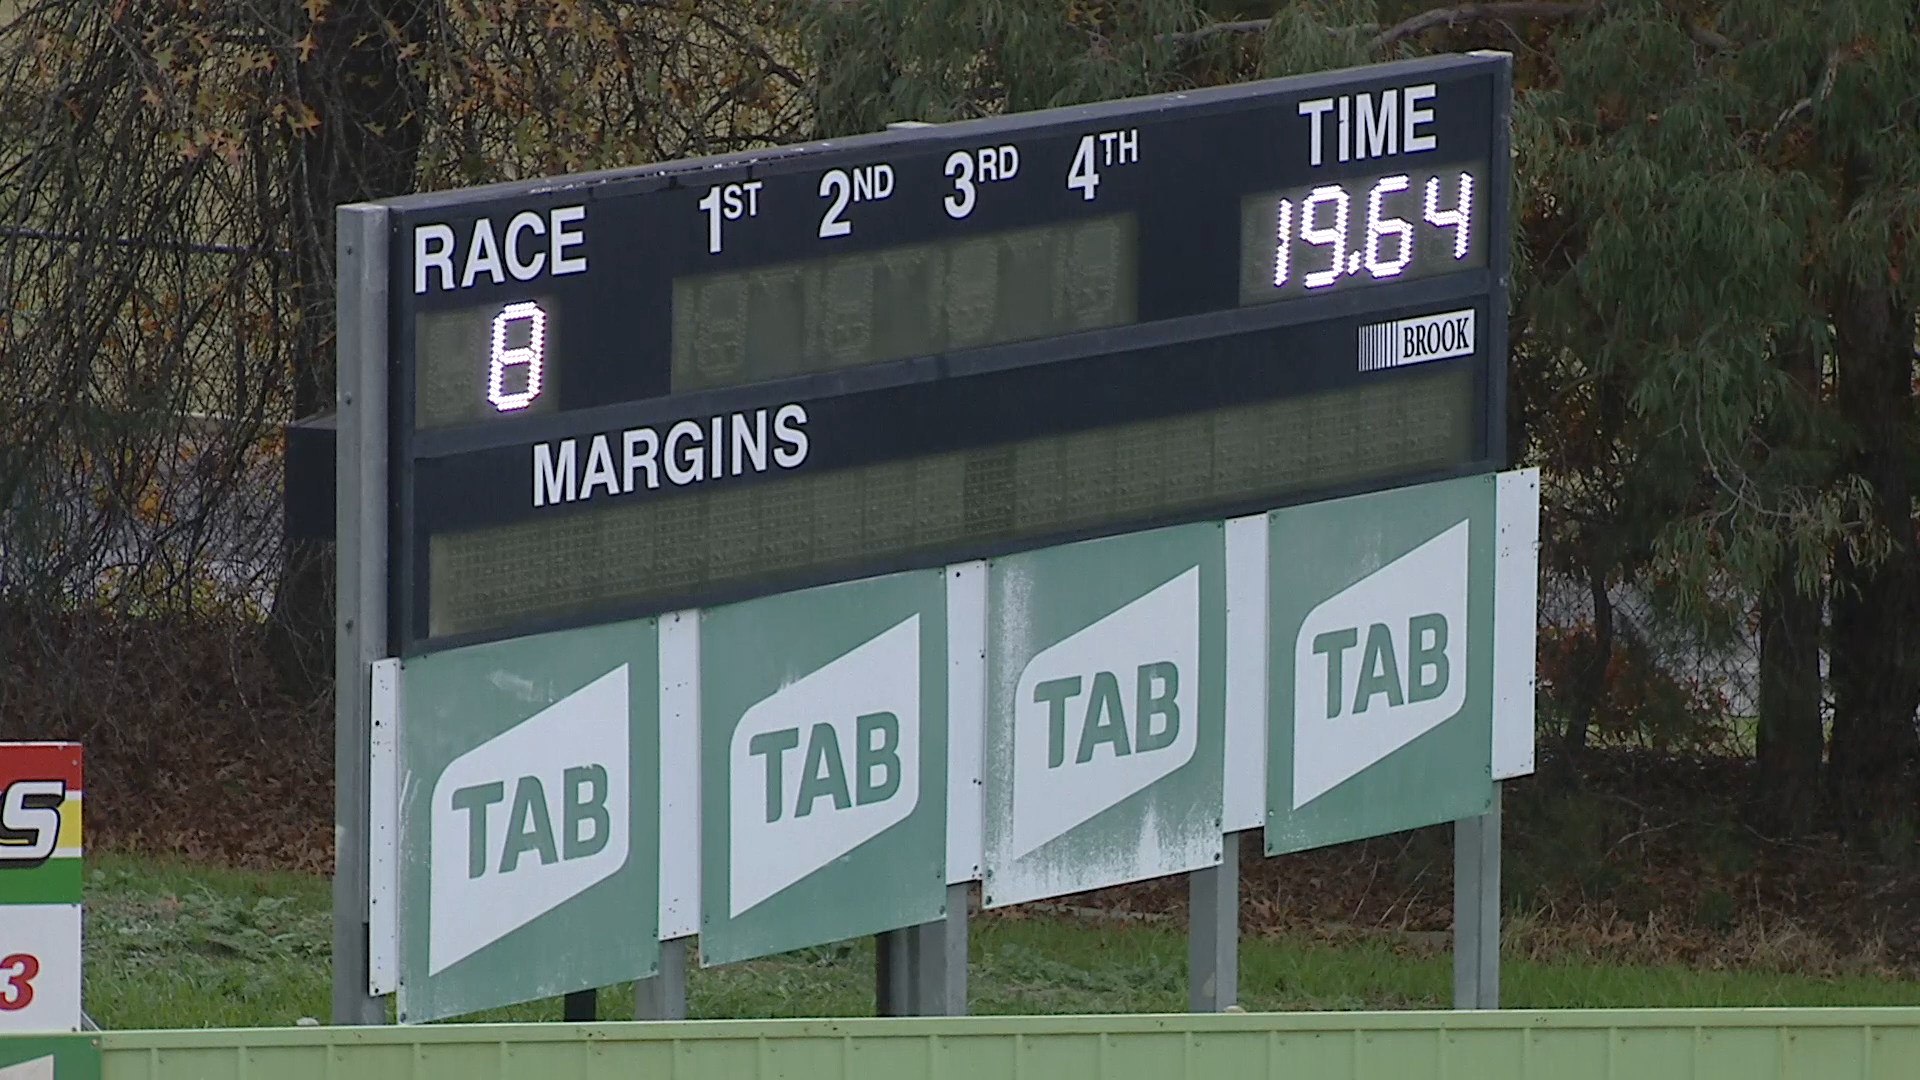 TIME
1ST 2ND 3RD 4TH
19.64
RACE
8
BROOK
MARGINS
TAB TAB TAB TAB
S
3